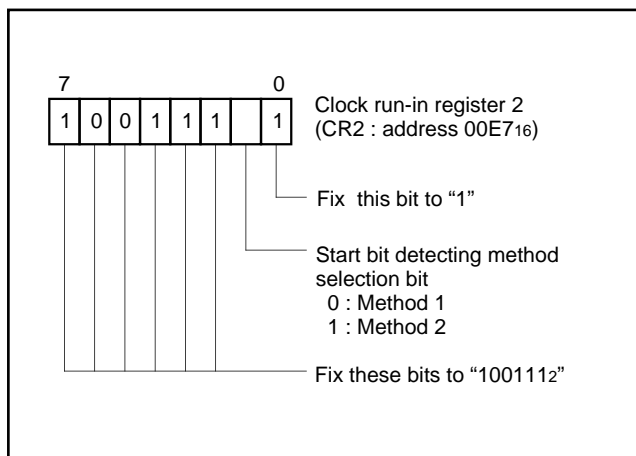 7 0
1 0 0 1 1 1 1
Clock run-in register 2
(CR2 : address 00E716)
Fix this bit to “1”
Start bit detecting method
selection bit
0 : Method 1
1 : Method 2
Fix these bits to “1001112”